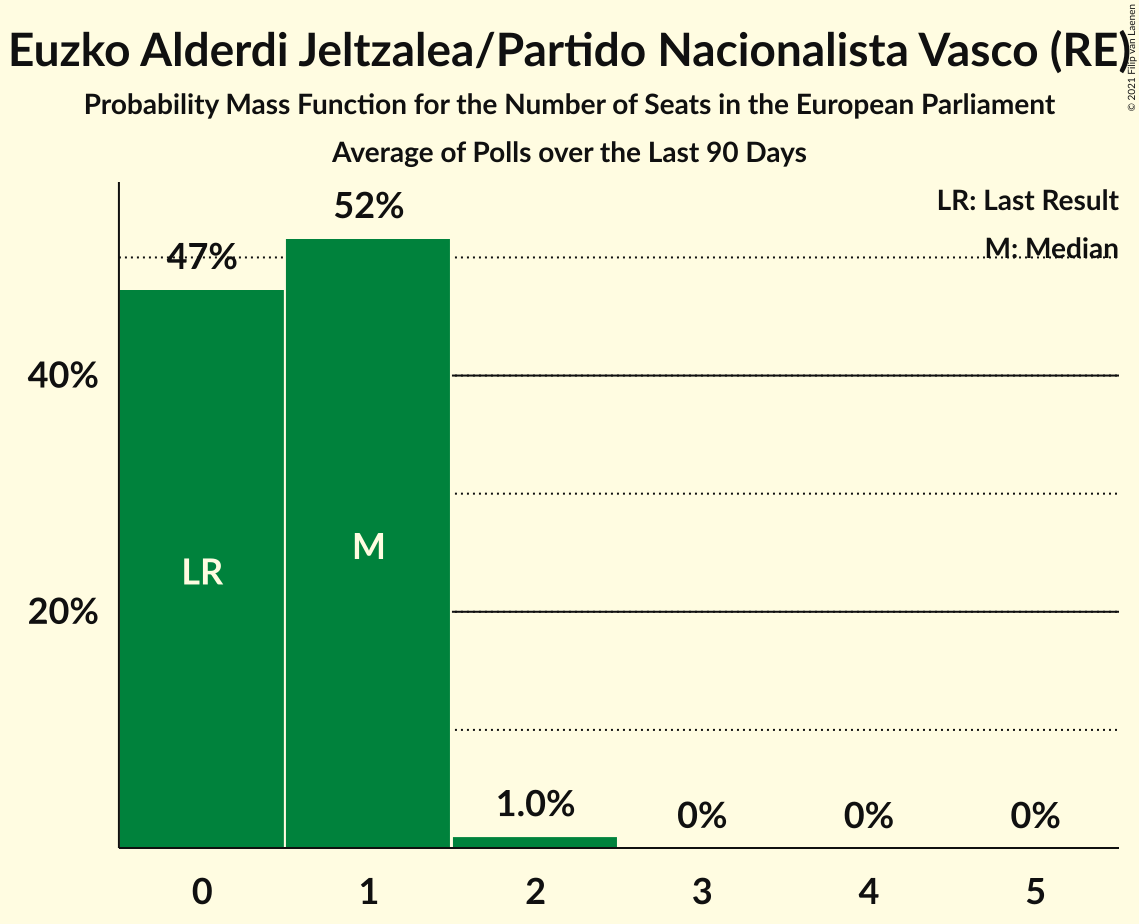 Euzko Alderdi Jeltzalea/Partido Nacionalista Vasco (RE)
© 2021 Filip van Laenen
Probability Mass Function for the Number of Seats in the European Parliament
Average of Polls over the Last 90 Days
LR: Last Result
M: Median
52%
47%
40%
20%
LR
M
1.0%
0%
0%
0%
0 1 2 3 4 5